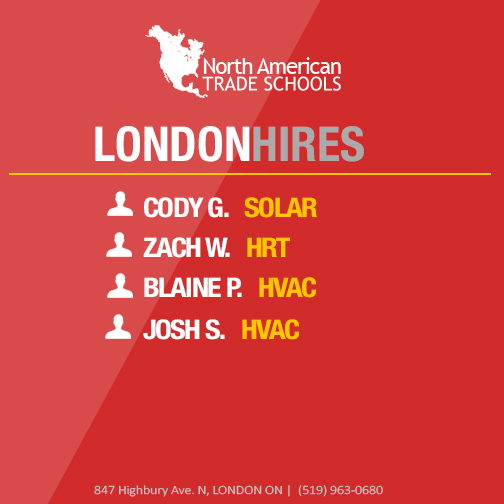 North American
TRADE SCHOOLS
LONDONHIRES
CODY G. SOLAR
ZACH W. HRT
BLAINE P. HVAC
JOSH S. HVAC
847 Highbury Ave. N, LONDON ON | (519) 963-0680